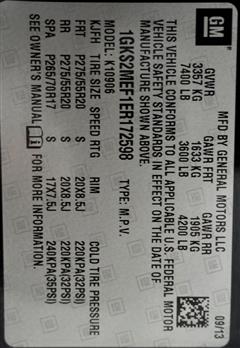 GM
MFD BY GENERAL MOTORS LLC
09/13
GVWR GAWR FRT GAWR RR
3357 KG 1633 KG 1905 KG
7400 LB 3600 LB 4200 LB
THIS VEHICLE CONFORMS TO ALL APPLICABLE U.S. FEDERAL MOTOR
VEHICLE SAFETY STANDARDS IN EFFECT ON THE DATE OF
MANUFACTURE SHOWN ABOVE.
1GKS2MEF1ER172598 TYPE: M.P.V.
MODEL: K10906
KJFH TIRE SIZE SPEED RTG RIM COLD TIRE PRESSURE
FRT P275/55R20 S 20X8.5J 220KPA(32PSI)
RR P275/55R20 S 20X8.5J 220KPA(32PSI)
SPA P265/70R17 S 17X7.5J 240KPA(35PSI)
SEE OWNER'S MANUAL FOR ADDITIONAL INFORMATION.